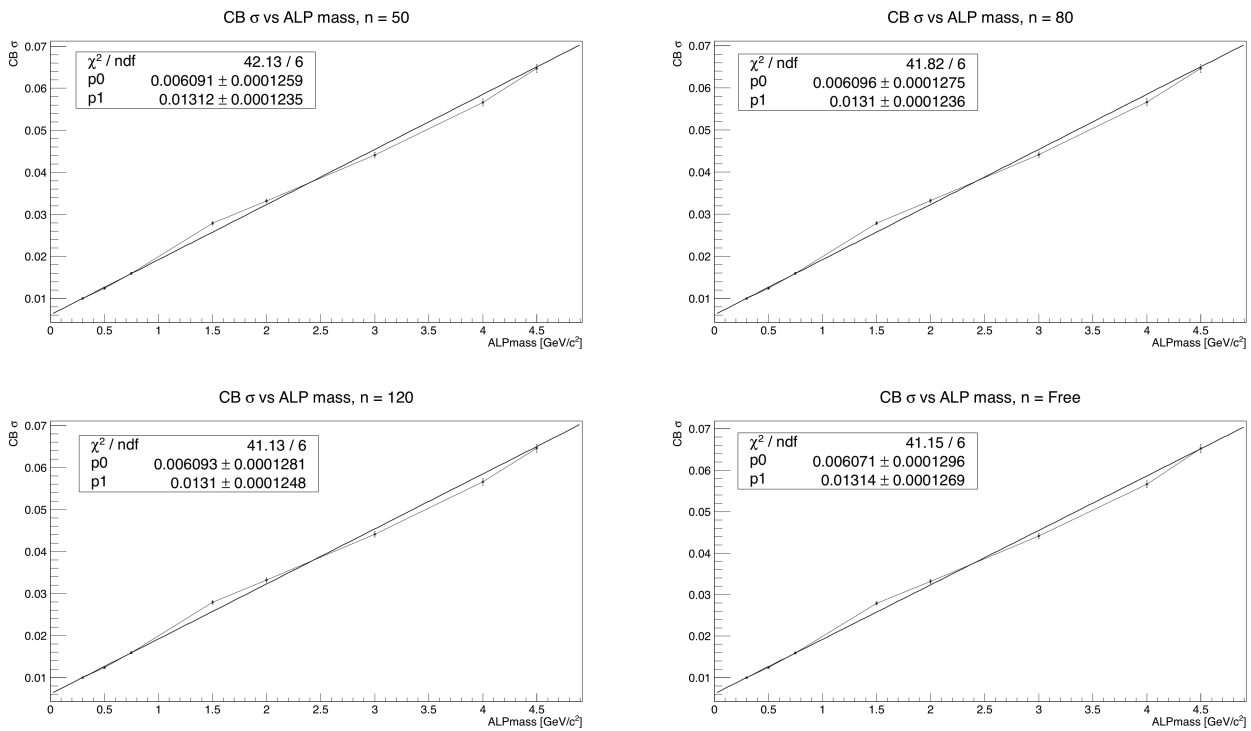 CB σ vs ALP mass, n = 50
CB σ
0.07
0.06
0.05
0.04
0.03
0.02
0.01
χ² / ndf 42.13 / 6
p0 0.006091 ± 0.0001259
p1 0.01312 ± 0.0001235
0 0.5 1 1.5 2 2.5 3 3.5 4 4.5
ALPmass [GeV/c²]
CB σ vs ALP mass, n = 80
CB σ
0.07
0.06
0.05
0.04
0.03
0.02
0.01
χ² / ndf 41.82 / 6
p0 0.006096 ± 0.0001275
p1 0.0131 ± 0.0001236
0 0.5 1 1.5 2 2.5 3 3.5 4 4.5
ALPmass [GeV/c²]
CB σ vs ALP mass, n = 120
CB σ
0.07
0.06
0.05
0.04
0.03
0.02
0.01
χ² / ndf 41.13 / 6
p0 0.006093 ± 0.0001281
p1 0.0131 ± 0.0001248
0 0.5 1 1.5 2 2.5 3 3.5 4 4.5
ALPmass [GeV/c²]
CB σ vs ALP mass, n = Free
CB σ
0.07
0.06
0.05
0.04
0.03
0.02
0.01
χ² / ndf 41.15 / 6
p0 0.006071 ± 0.0001296
p1 0.01314 ± 0.0001269
0 0.5 1 1.5 2 2.5 3 3.5 4 4.5
ALPmass [GeV/c²]